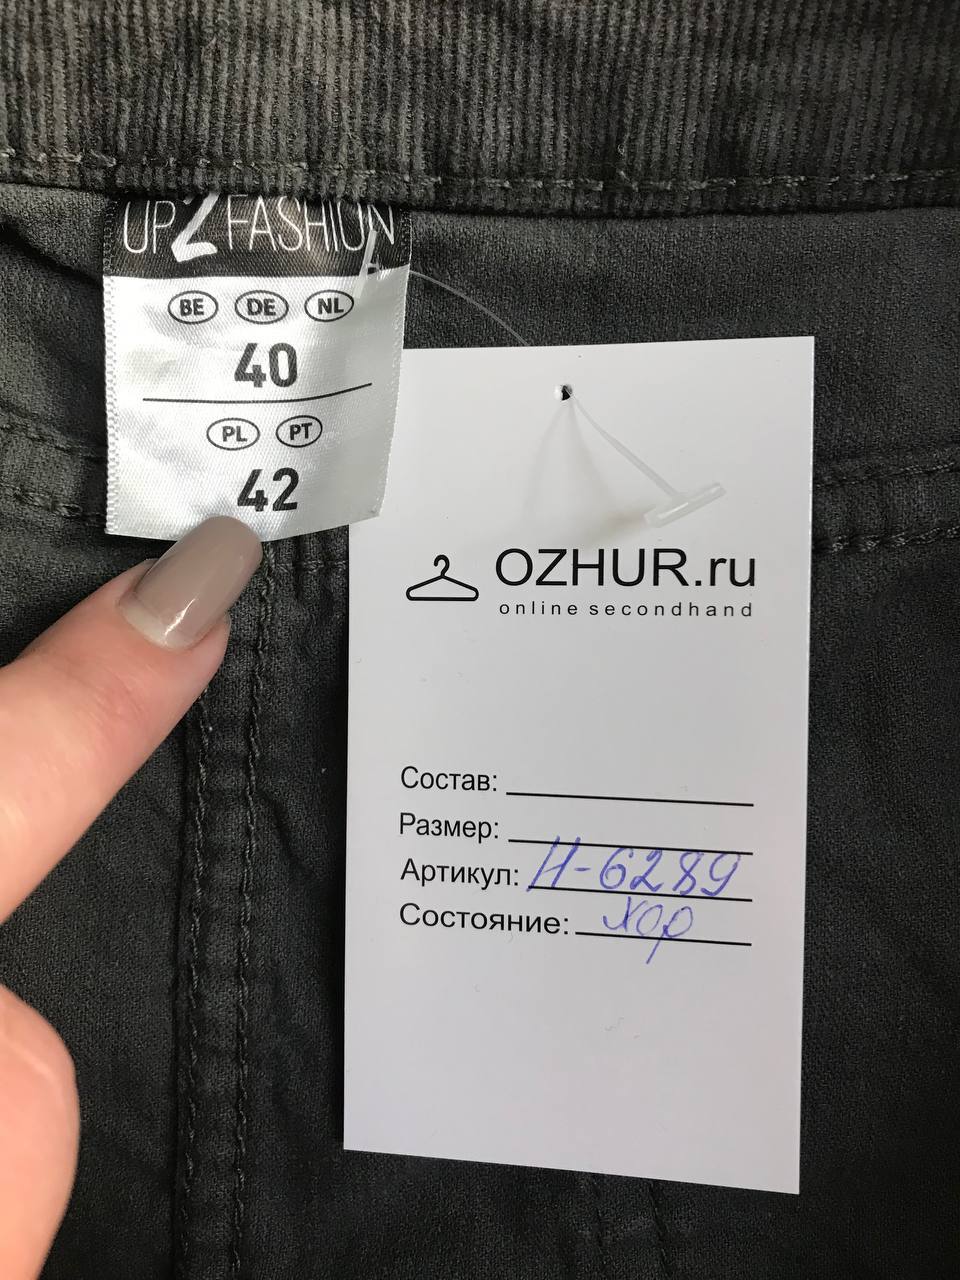 UP2FASHION
BE DE NL
40
PL PT
42
OZHUR.ru
online secondhand
Состав:
Размер:
Артикул: Н-6289
Состояние: хор